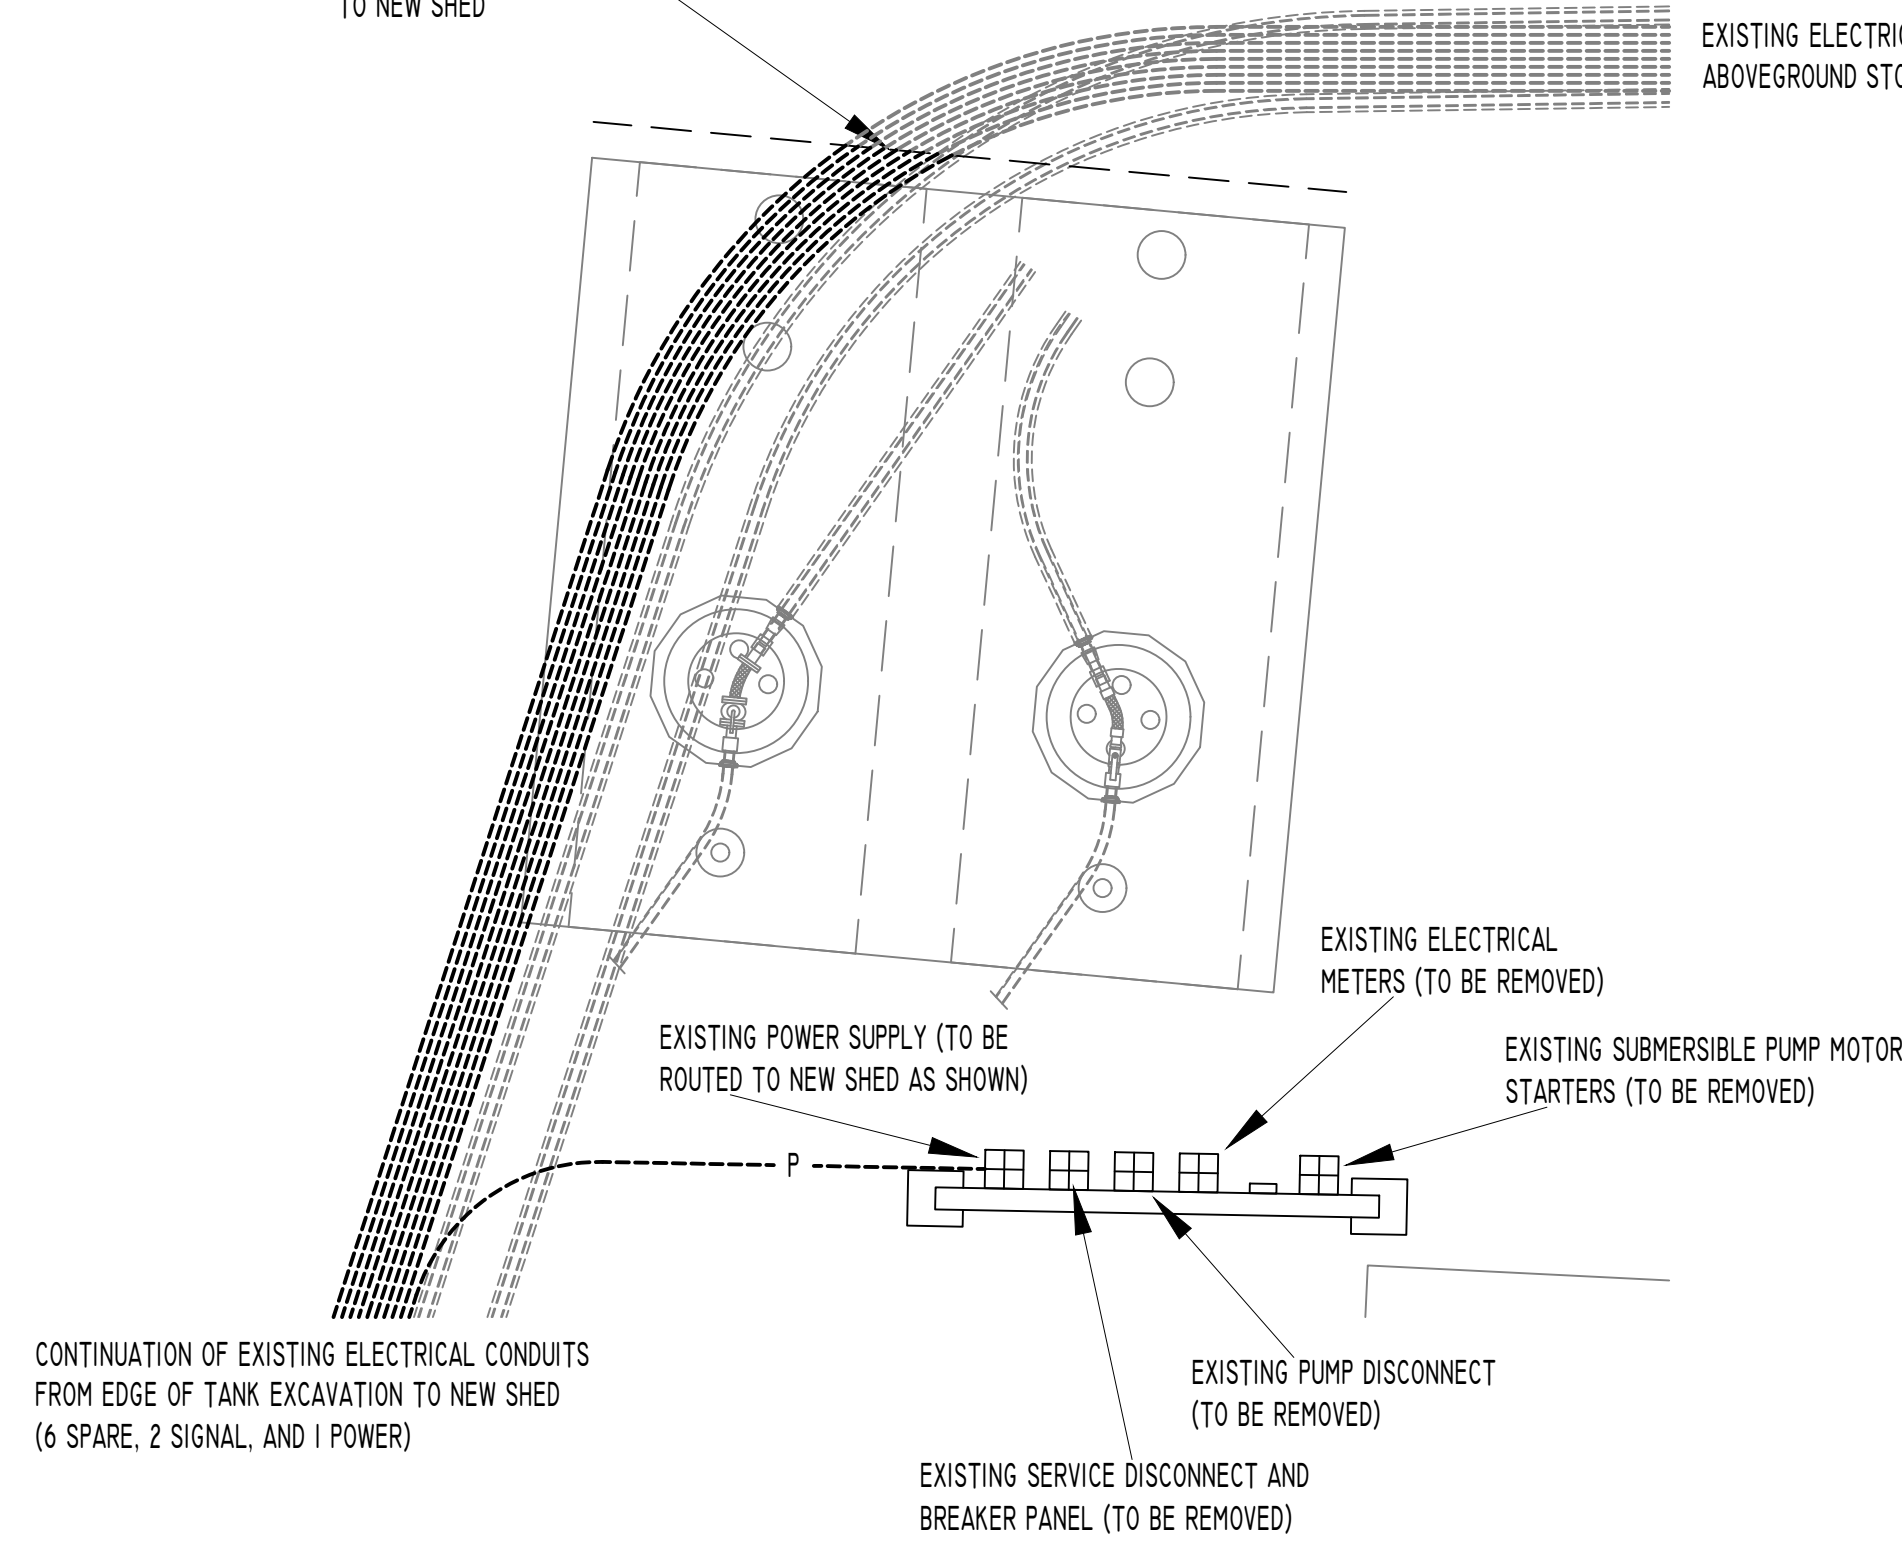 TO NEW SHED
EXISTING
ABOVEGROUND
EXISTING ELECTRICAL
METERS (TO BE REMOVED)
EXISTING POWER SUPPLY (TO BE
ROUTED TO NEW SHED AS SHOWN)
EXISTING SUBMERSIBLE PUMP MOTOR
STARTERS (TO BE REMOVED)
P
CONTINUATION OF EXISTING ELECTRICAL CONDUITS
FROM EDGE OF TANK EXCAVATION TO NEW SHED
(6 SPARE, 2 SIGNAL, AND 1 POWER)
EXISTING PUMP DISCONNECT
(TO BE REMOVED)
EXISTING SERVICE DISCONNECT AND
BREAKER PANEL (TO BE REMOVED)